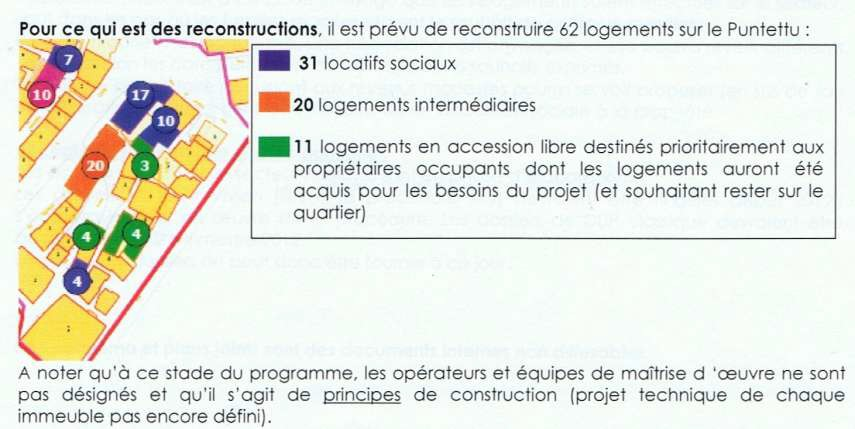 Pour ce qui est des reconstructions, il est prévu de reconstruire 62 logements sur le Puntettu :
7
10
17
10
20
3
4
4
4
31 locatifs sociaux
20 logements intermédiaires
11 logements en accession libre destinés prioritairement aux
propriétaires occupants dont les logements auront été
acquis pour les besoins du projet (et souhaitant rester sur le
quartier)
A noter qu'à ce stade du programme, les opérateurs et équipes de maîtrise d 'œuvre ne sont
pas désignés et qu'il s'agit de principes de construction (projet technique de chaque
immeuble pas encore défini).